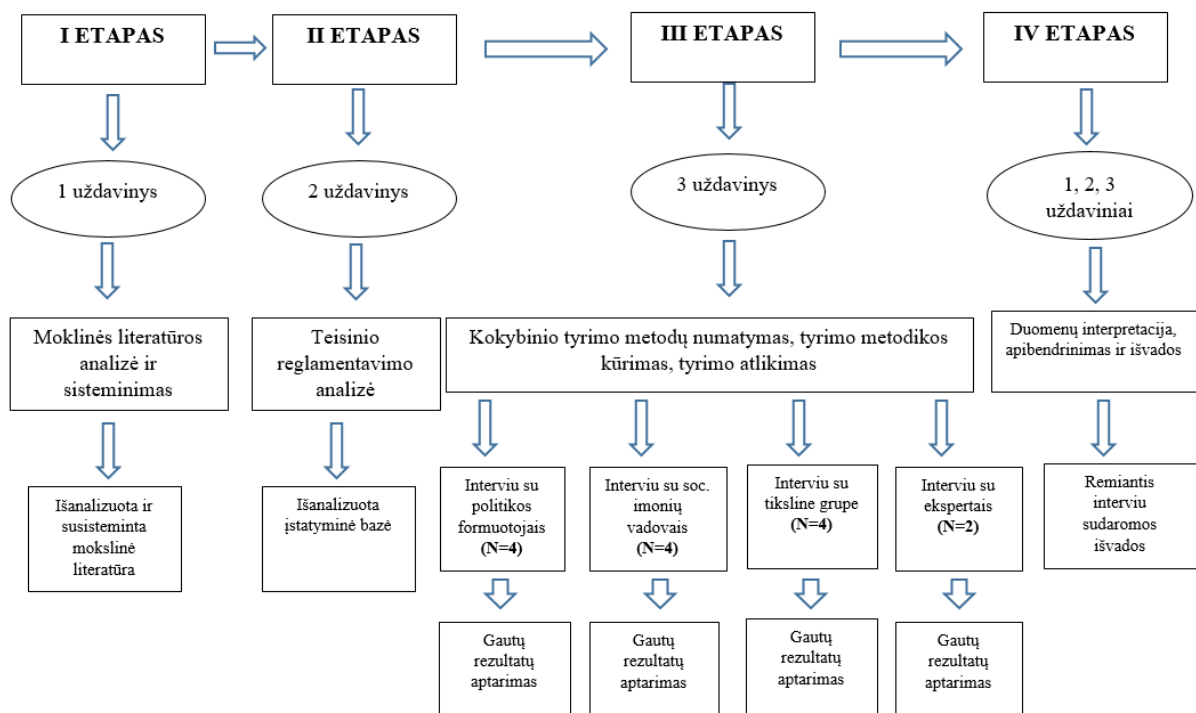 I ETAPAS
II ETAPAS
III ETAPAS
IV ETAPAS
1 uždavinys
2 uždavinys
3 uždavinys
1, 2, 3
uždaviniai
Moklinės literatūros
analizė ir
sisteminimas
Teisinio
reglamentavimo
analizė
Kokybinio tyrimo metodų numatymas, tyrimo metodikos
kūrimas, tyrimo atlikimas
Duomenų interpretacija,
apibendrinimas ir išvados
Išanalizuota ir
susisteminta
mokslinė
literatūra
Išanalizuota
įstatyminė bazė
Interviu su
politikos
formuotojais
(N=4)
Interviu su soc.
imonių
vadovais
(N=4)
Interviu su
tiksline grupe
(N=4)
Interviu su
ekspertais
(N=2)
Remiantis
interviu
sudaromos
išvados
Gautų
rezultatų
aptarimas
Gautų
rezultatų
aptarimas
Gautų
rezultatų
aptarimas
Gautų
rezultatų
aptarimas